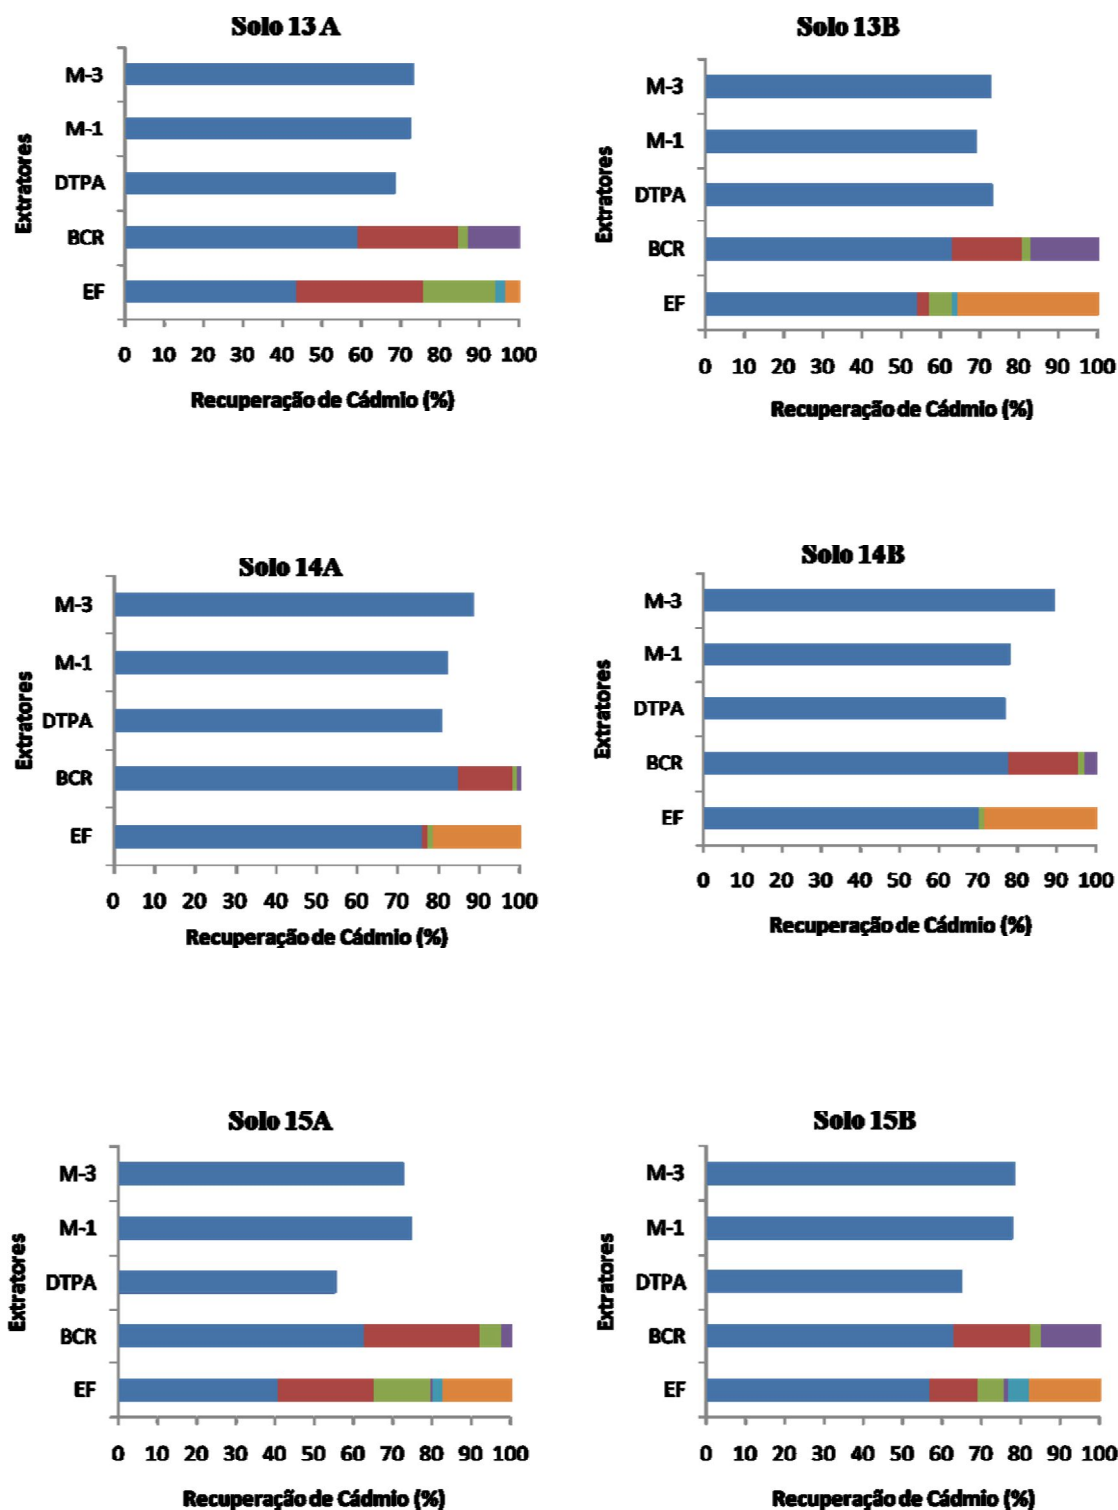 Solo 13 A
Extratores
M-3
M-1
DTPA
BCR
EF
0 10 20 30 40 50 60 70 80 90 100
Recuperação de Cádmio (%)
Solo 13B
Extratores
M-3
M-1
DTPA
BCR
EF
0 10 20 30 40 50 60 70 80 90 100
Recuperação de Cádmio (%)
Solo 14A
Extratores
M-3
M-1
DTPA
BCR
EF
0 10 20 30 40 50 60 70 80 90 100
Recuperação de Cádmio (%)
Solo 14B
Extratores
M-3
M-1
DTPA
BCR
EF
0 10 20 30 40 50 60 70 80 90 100
Recuperação de Cádmio (%)
Solo 15A
Extratores
M-3
M-1
DTPA
BCR
EF
0 10 20 30 40 50 60 70 80 90 100
Recuperação de Cádmio (%)
Solo 15B
Extratores
M-3
M-1
DTPA
BCR
EF
0 10 20 30 40 50 60 70 80 90 100
Recuperação de Cádmio (%)